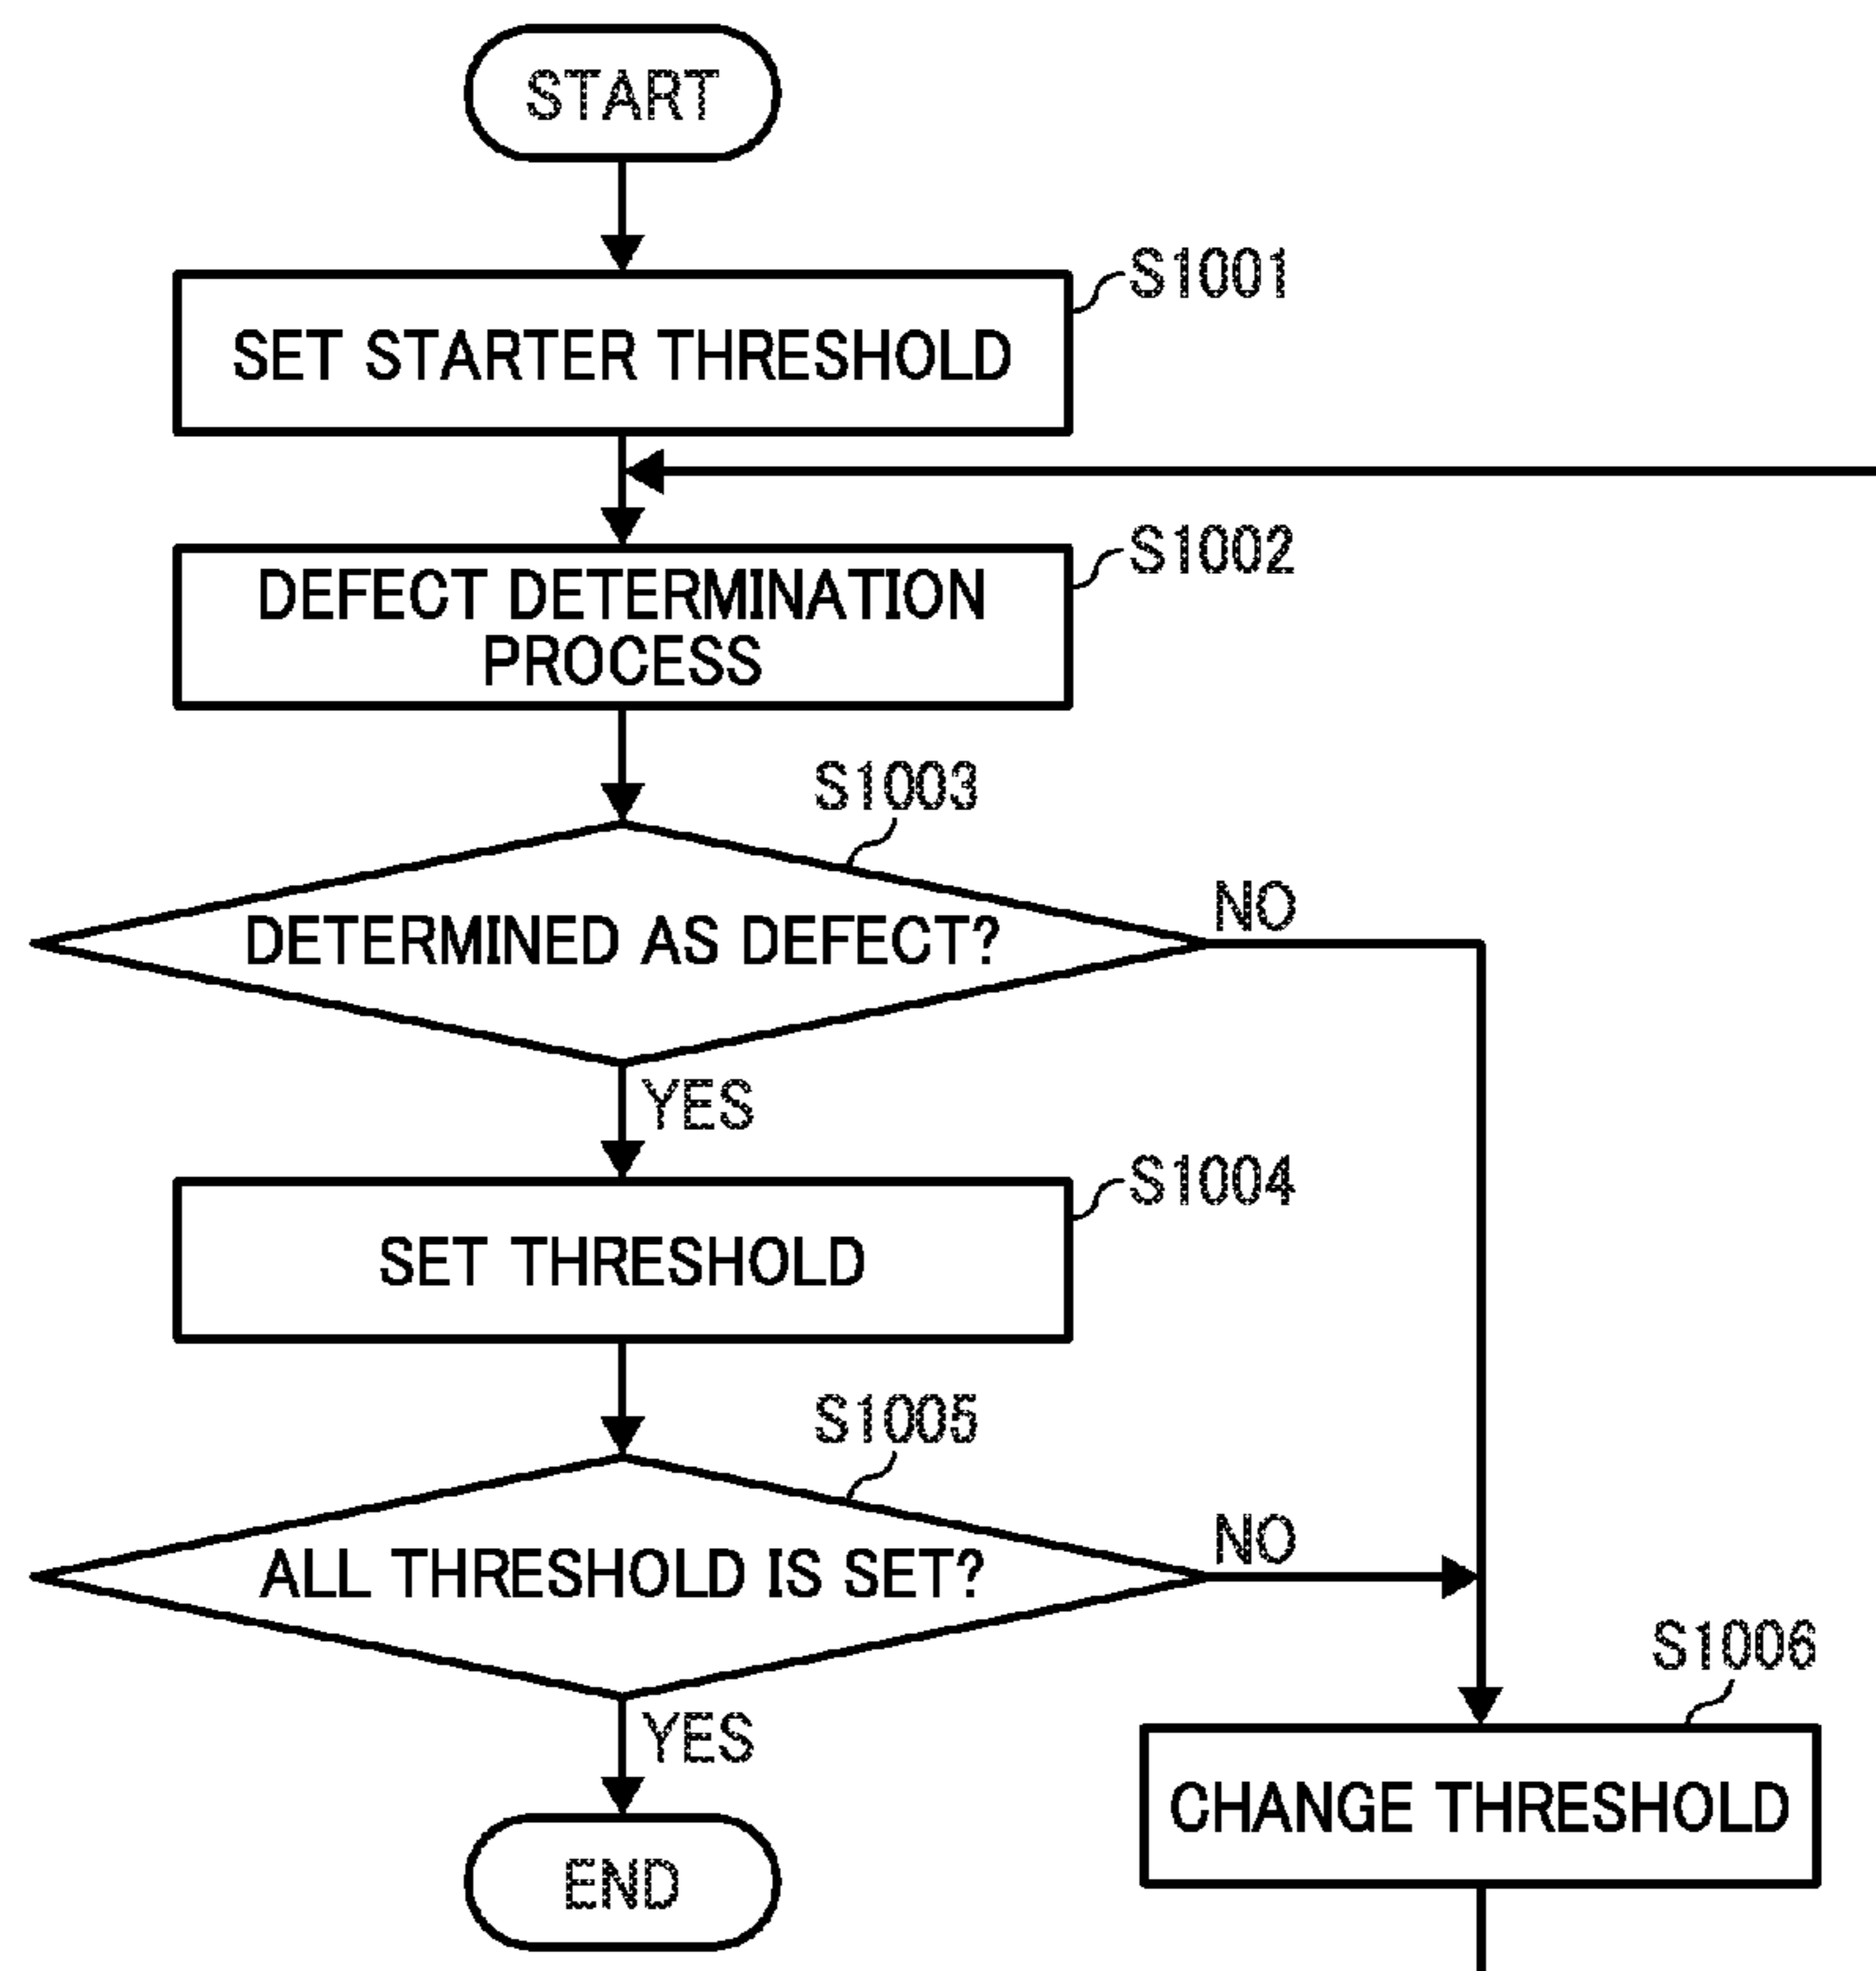 START
S1001
SET STARTER THRESHOLD
S1002
DEFECT DETERMINATION
PROCESS
S1003
DETERMINED AS DEFECT?
NO
YES
S1004
SET THRESHOLD
S1005
ALL THRESHOLD IS SET?
NO
YES
S1006
CHANGE THRESHOLD
END